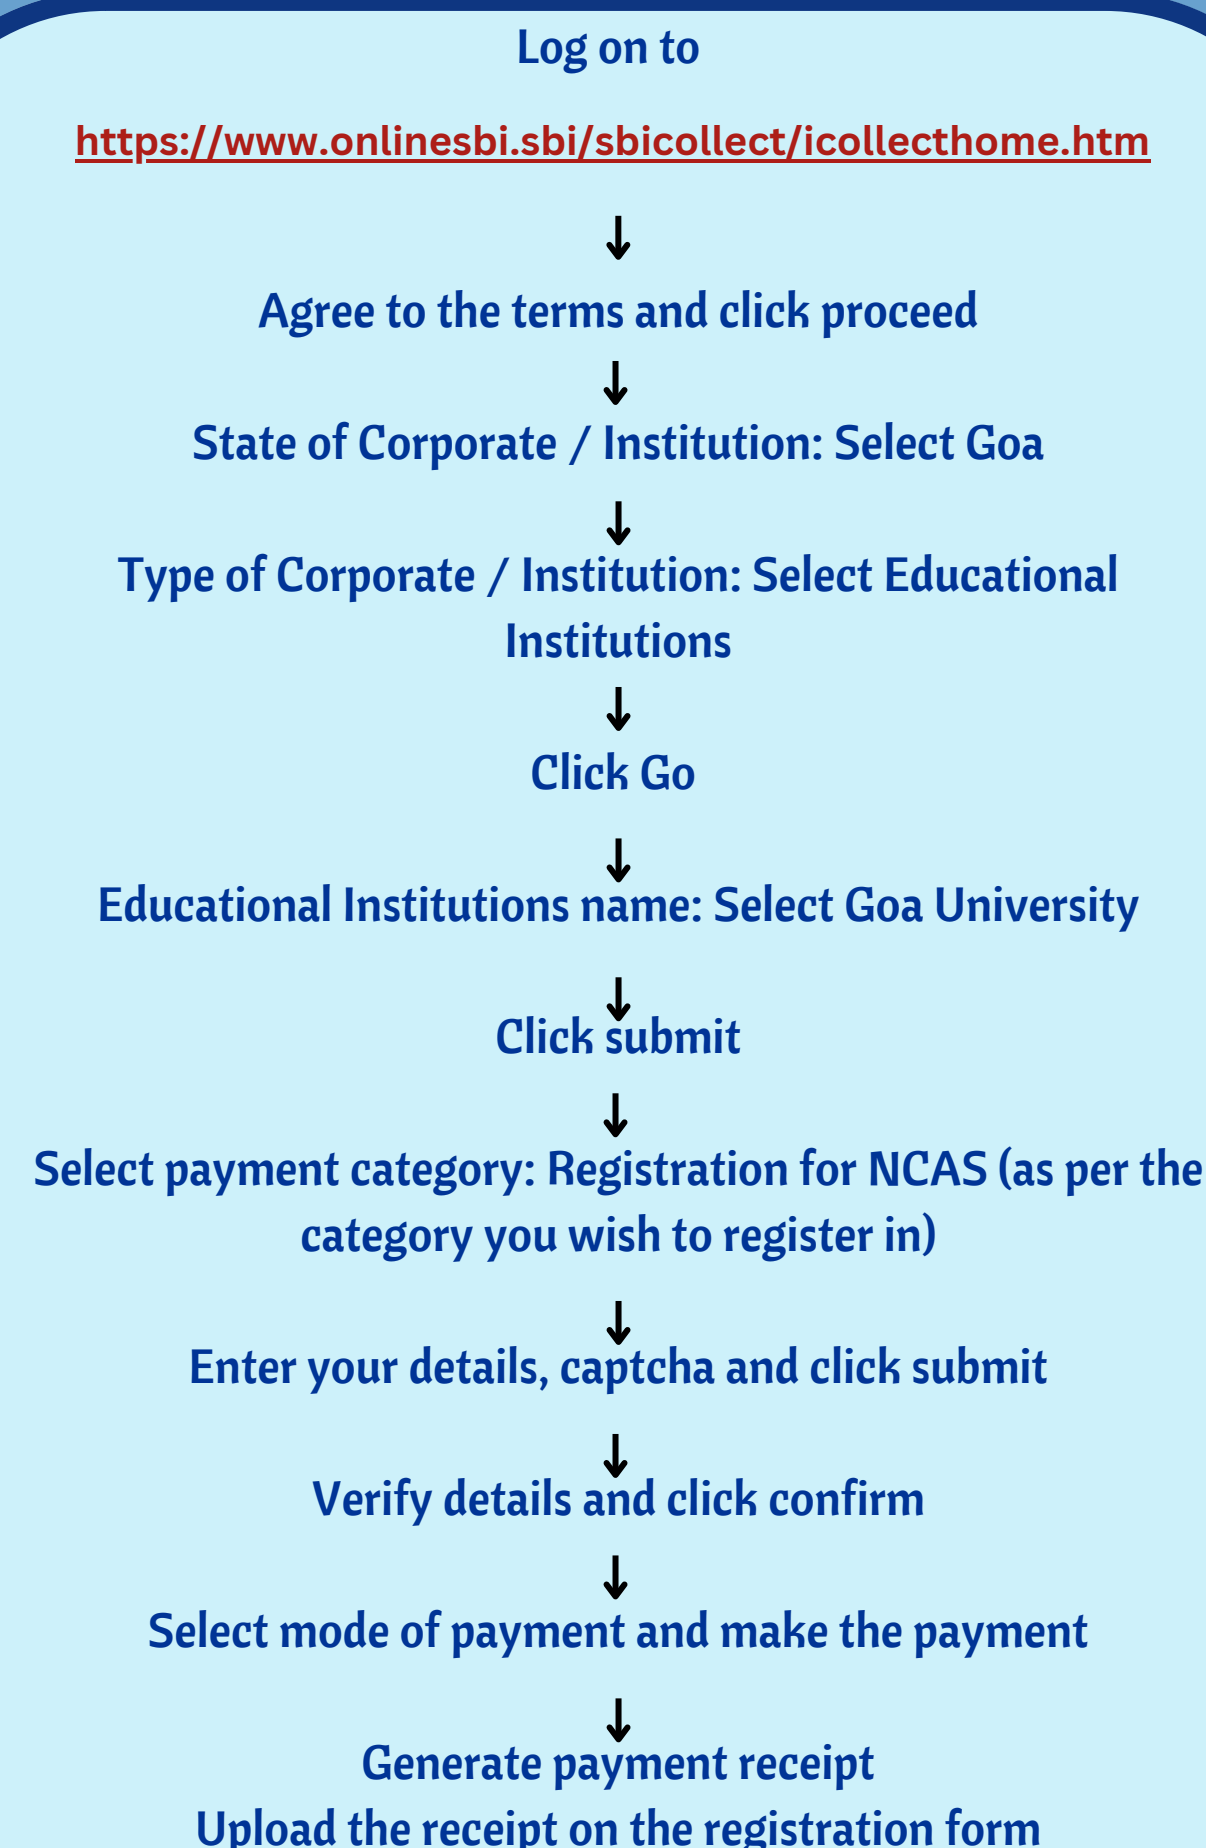 Log on to
https://www.onlinesbi.sbi/sbicollect/icollecthome.htm
Agree to the terms and click proceed
State of Corporate / Institution: Select Goa
Type of Corporate / Institution: Select Educational
Institutions
Click Go
Educational Institutions name: Select Goa University
Click submit
Select payment category: Registration for NCAS (as per the
category you wish to register in)
Enter your details, captcha and click submit
Verify details and click confirm
Select mode of payment and make the payment
Generate payment receipt
Upload the receipt on the registration form